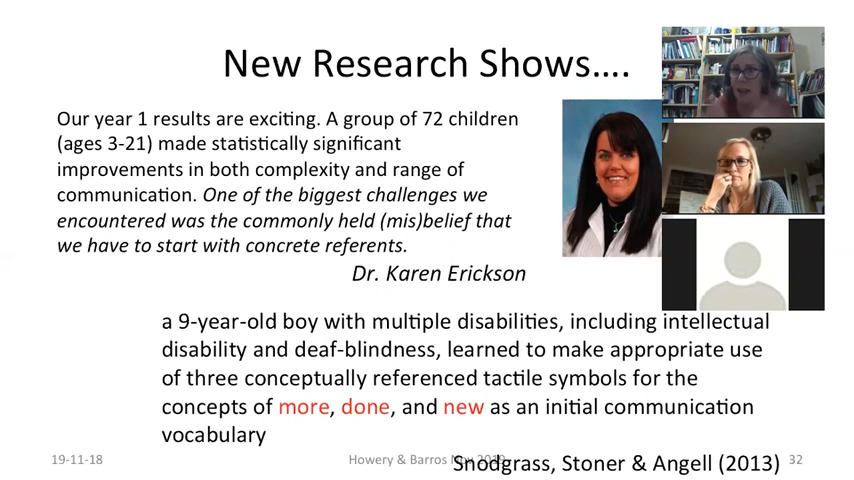 New Research Shows....
Our year 1 results are exciting. A group of 72 children
(ages 3-21) made statistically significant
improvements in both complexity and range of
communication. One of the biggest challenges we
encountered was the commonly held (mis)belief that
we have to start with concrete referents.
Dr. Karen Erickson
a 9-year-old boy with multiple disabilities, including intellectual
disability and deaf-blindness, learned to make appropriate use
of three conceptually referenced tactile symbols for the
concepts of more, done, and new as an initial communication
vocabulary
19-11-18
Howery & Barros
Snodgrass, Stoner & Angell (2013)
32